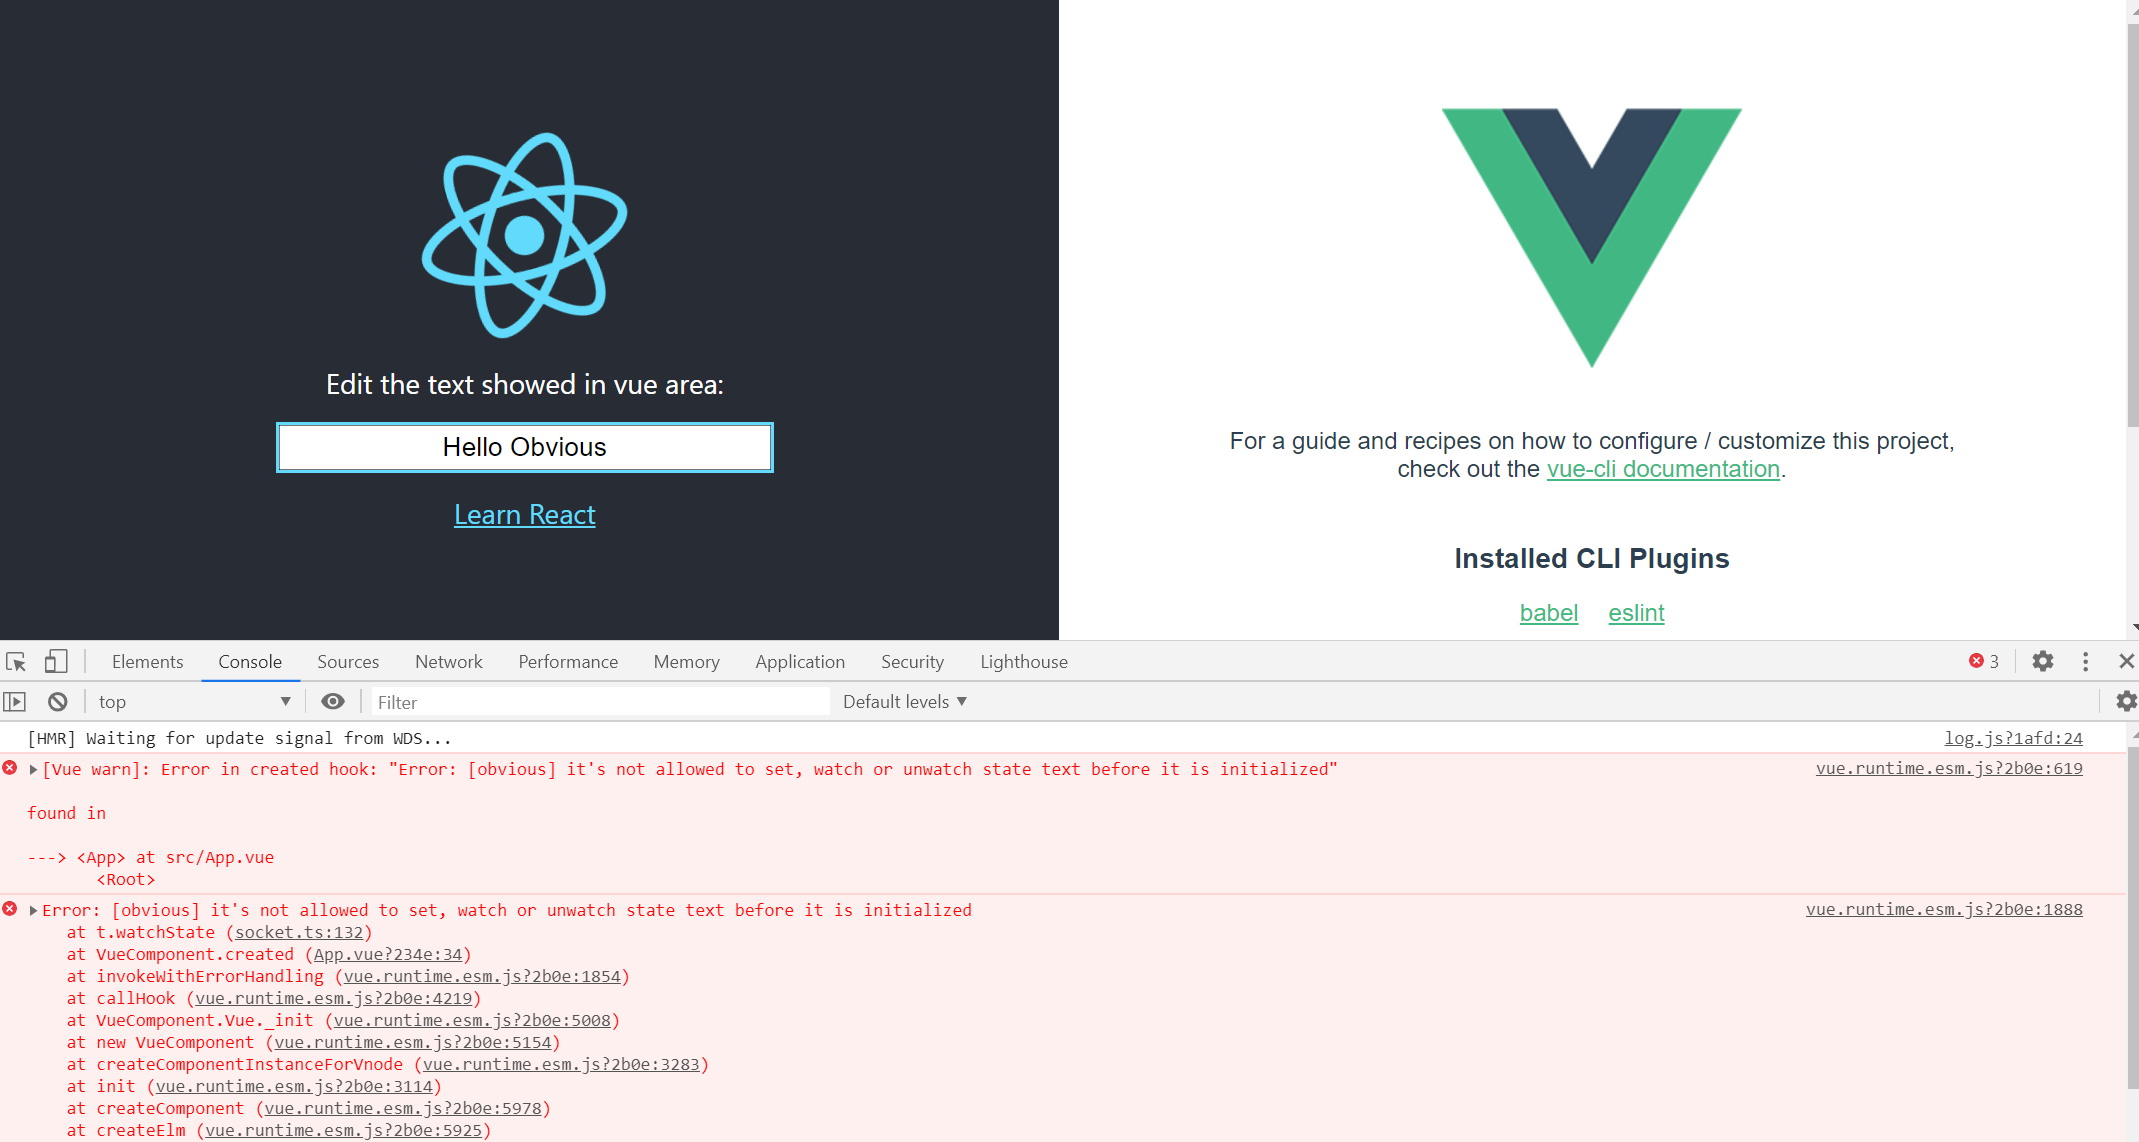 Edit the text showed in vue area:
Hello Obvious
Learn React
For a guide and recipes on how to configure / customize this project,
check out the vue-cli documentation.
Installed CLI Plugins
babel eslint
Elements Console Sources Network Performance Memory Application Security Lighthouse 3
top Filter Default levels
[HMR] Waiting for update signal from WDS... log.js?1afd:24
[Vue warn]: Error in created hook: "Error: [obvious] it's not allowed to set, watch or unwatch state text before it is initialized" vue.runtime.esm.js?2b0e:619
found in
---> <App> at src/App.vue
<Root>
Error: [obvious] it's not allowed to set, watch or unwatch state text before it is initialized vue.runtime.esm.js?2b0e:1888
at t.watchState (socket.ts:132)
at VueComponent.created (App.vue?234e:34)
at invokeWithErrorHandling (vue.runtime.esm.js?2b0e:1854)
at callHook (vue.runtime.esm.js?2b0e:4219)
at VueComponent.Vue._init (vue.runtime.esm.js?2b0e:5008)
at new VueComponent (vue.runtime.esm.js?2b0e:5154)
at createComponentInstanceForVnode (vue.runtime.esm.js?2b0e:3283)
at init (vue.runtime.esm.js?2b0e:3114)
at createComponent (vue.runtime.esm.js?2b0e:5978)
at createElm (vue.runtime.esm.js?2b0e:5925)